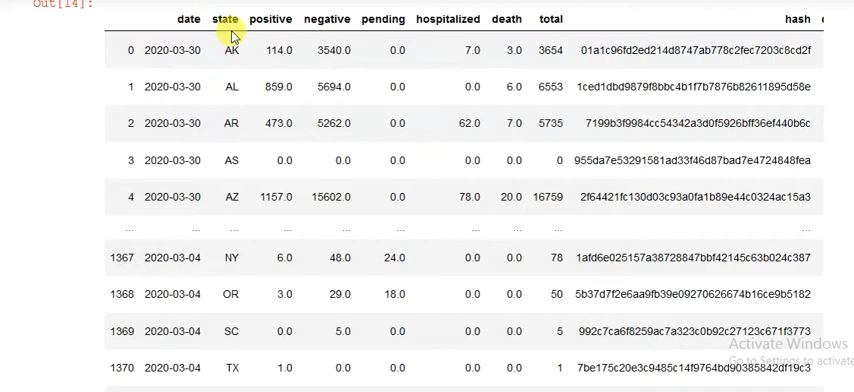 Out[14]:
date state positive negative pending hospitalized death total hash
0 2020-03-30 AK 114.0 3540.0 0.0 7.0 3.0 3654 01a1c96fd2ed214d8747ab778c2fec7203c8cd2f
1 2020-03-30 AL 859.0 5694.0 0.0 0.0 6.0 6553 1ced1dbd9879f8bbc4b1f7b7876b82611895d58e
2 2020-03-30 AR 473.0 5262.0 0.0 62.0 7.0 5735 7199b3f9984cc54342a3d0f5926bff36ef440b6c
3 2020-03-30 AS 0.0 0.0 0.0 0.0 0.0 0 955da7e53291581ad33f46d87bad7e4724848fea
4 2020-03-30 AZ 1157.0 15602.0 0.0 78.0 20.0 16759 2f64421fc130d03c93a0fa1b89e44c0324ac15a3
... ... ... ... ... ... ... ... ... ...
1367 2020-03-04 NY 6.0 48.0 24.0 0.0 0.0 78 1afd6e025157a38728847bbf42145c63b024c387
1368 2020-03-04 OR 3.0 29.0 18.0 0.0 0.0 50 5b37d7f2e6aa9fb39e09270626674b16ce9b5182
1369 2020-03-04 SC 0.0 5.0 0.0 0.0 0.0 5 992c7ca6f8259ac7a323c0b92c27123c671f3773
Activate Windows
Go to Settings to activate
1370 2020-03-04 TX 1.0 0.0 0.0 0.0 0.0 1 7be175c20e3c9485c14f9764bd90385842df19c3